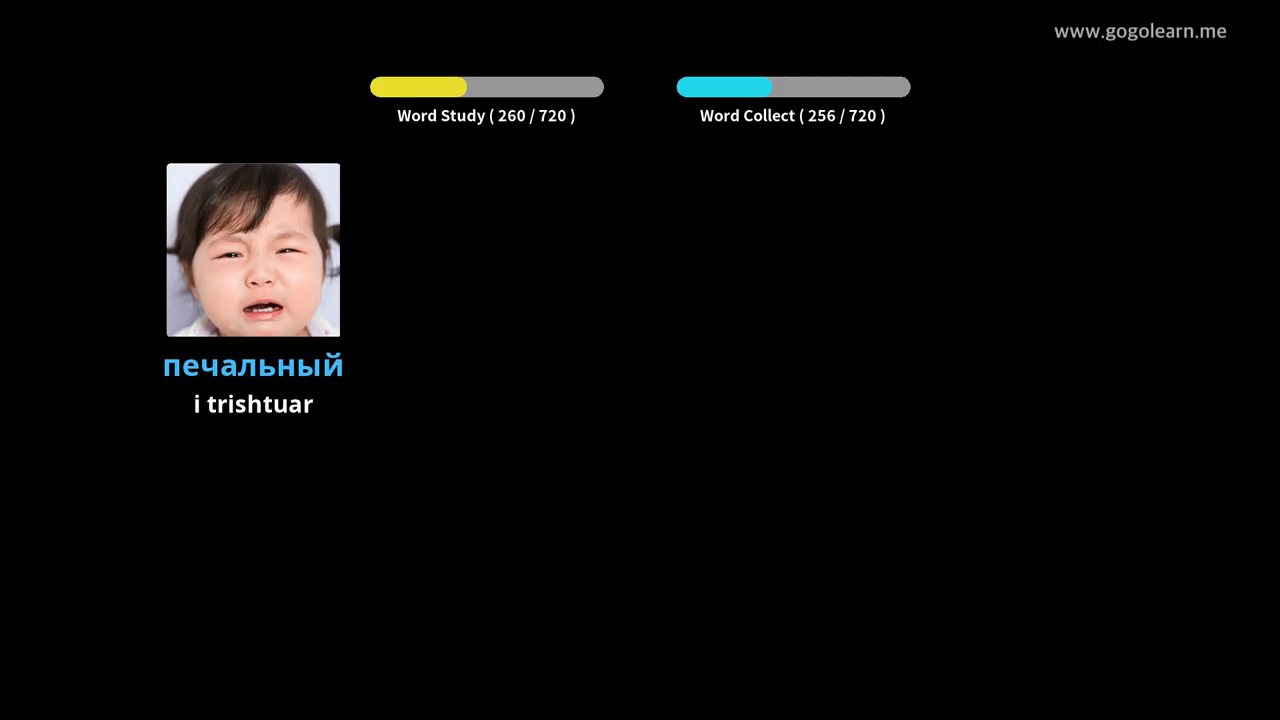 www.gogolearn.me
Word Study ( 260 / 720 )
Word Collect ( 256 / 720 )
печальный
i trishtuar